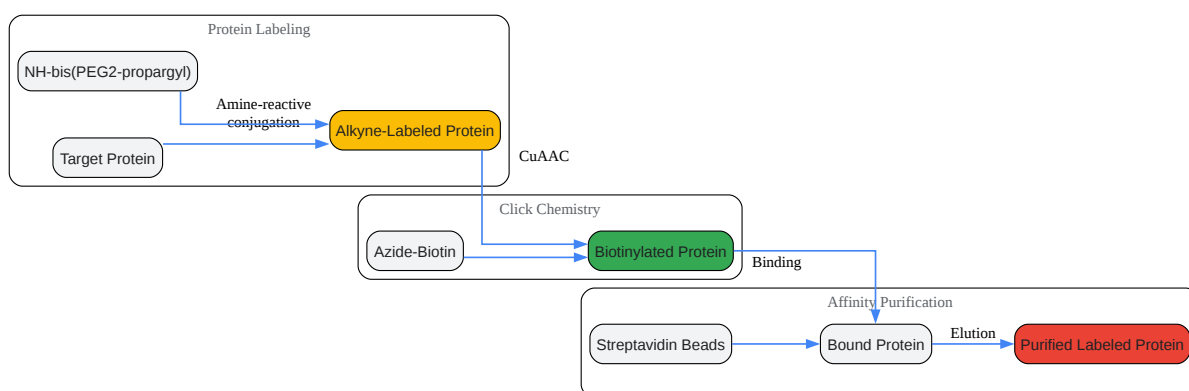 Protein Labeling
NH-bis(PEG2-propargyl)
Amine-reactive
conjugation
Alkyne-Labeled Protein
Target Protein
CuAAC
Click Chemistry
Azide-Biotin
Biotinylated Protein
Binding
Affinity Purification
Streptavidin Beads
Bound Protein
Elution
Purified Labeled Protein